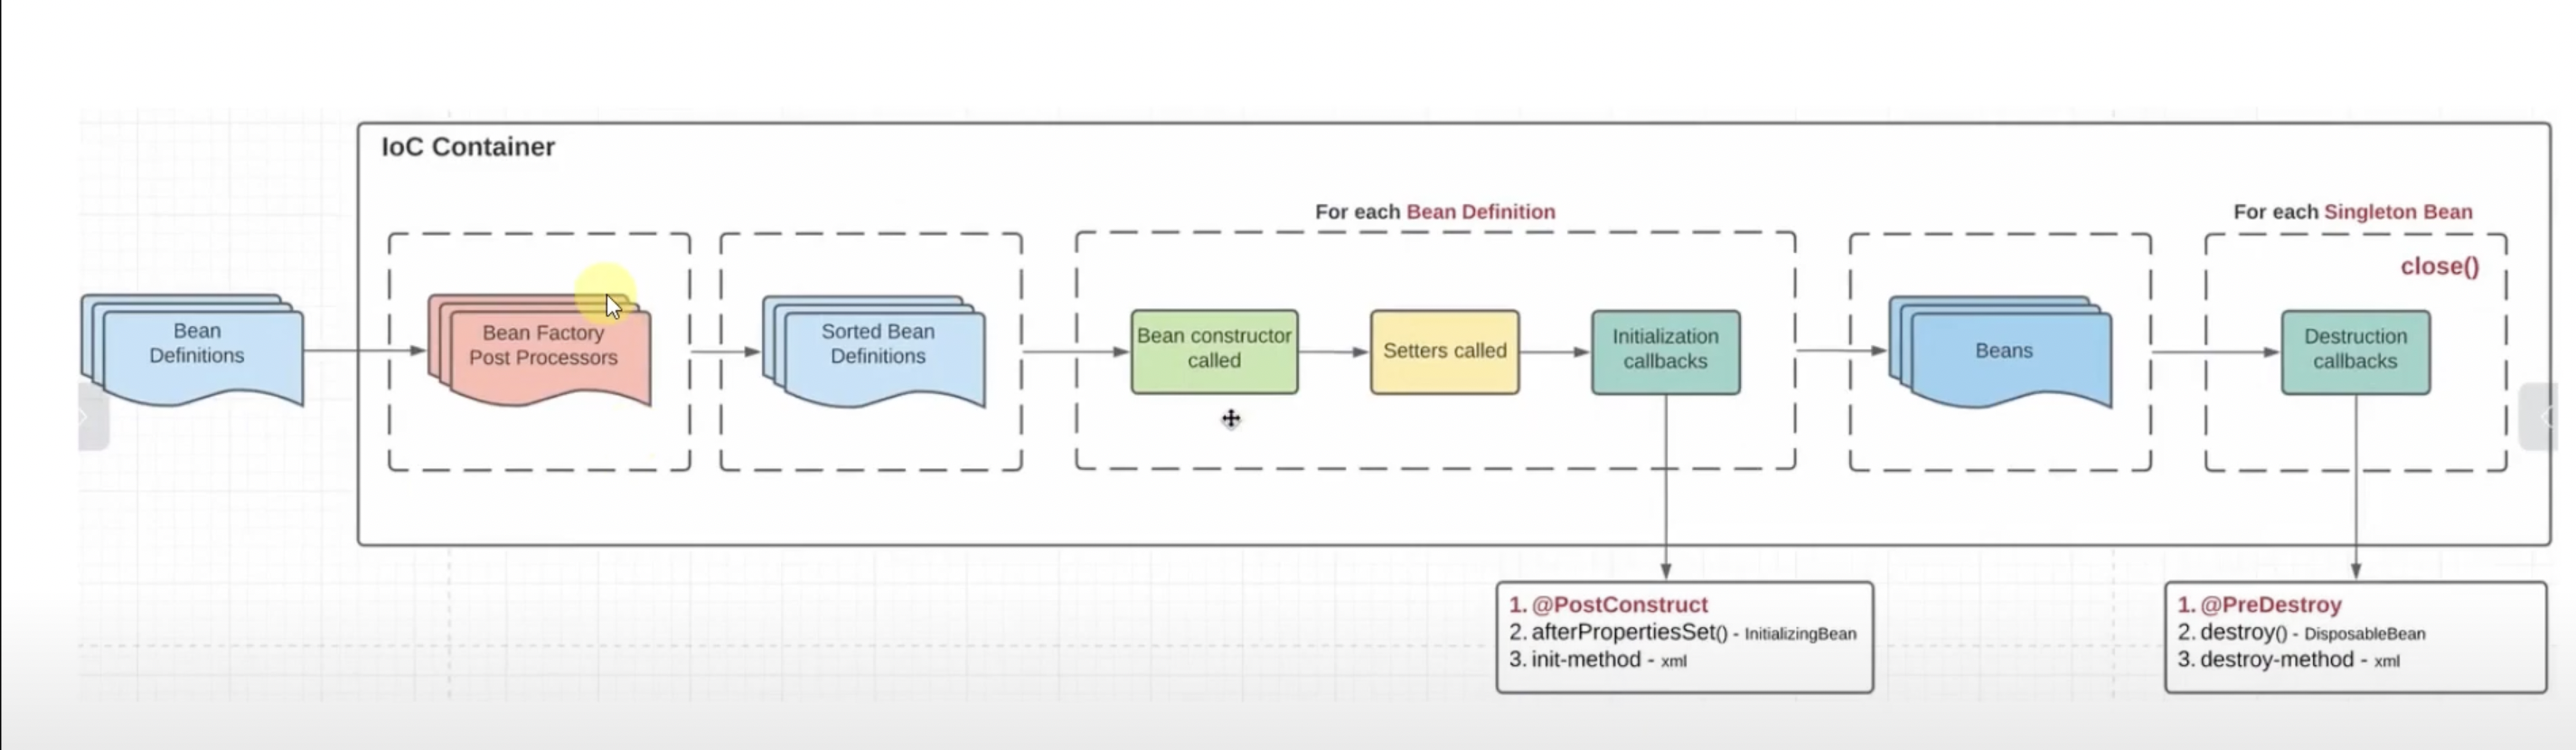 IoC Container
For each Bean Definition
For each Singleton Bean
close()
Bean
Definitions
Bean Factory
Post Processors
Sorted Bean
Definitions
Bean constructor
called
Setters called
Initialization
callbacks
Beans
Destruction
callbacks
1. @PostConstruct
2. afterPropertiesSet() - InitializingBean
3. init-method - xml
1. @PreDestroy
2. destroy() - DisposableBean
3. destroy-method - xml